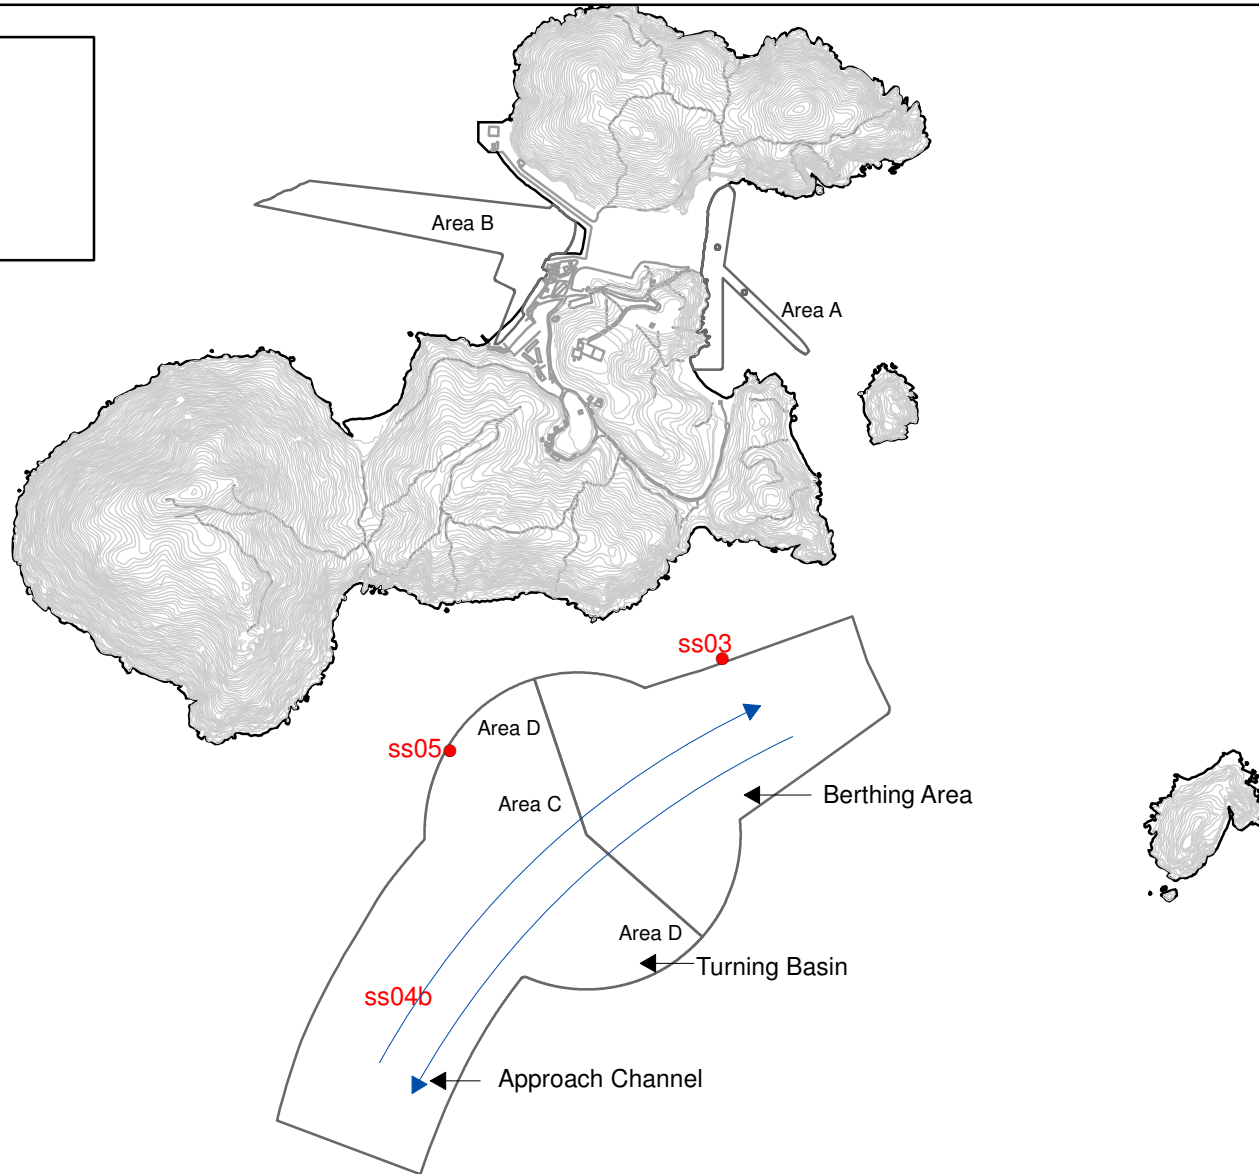 Area B
Area A
ss03
Area D
ss05
Area C
Berthing Area
Area D
Turning Basin
ss04b
Approach Channel